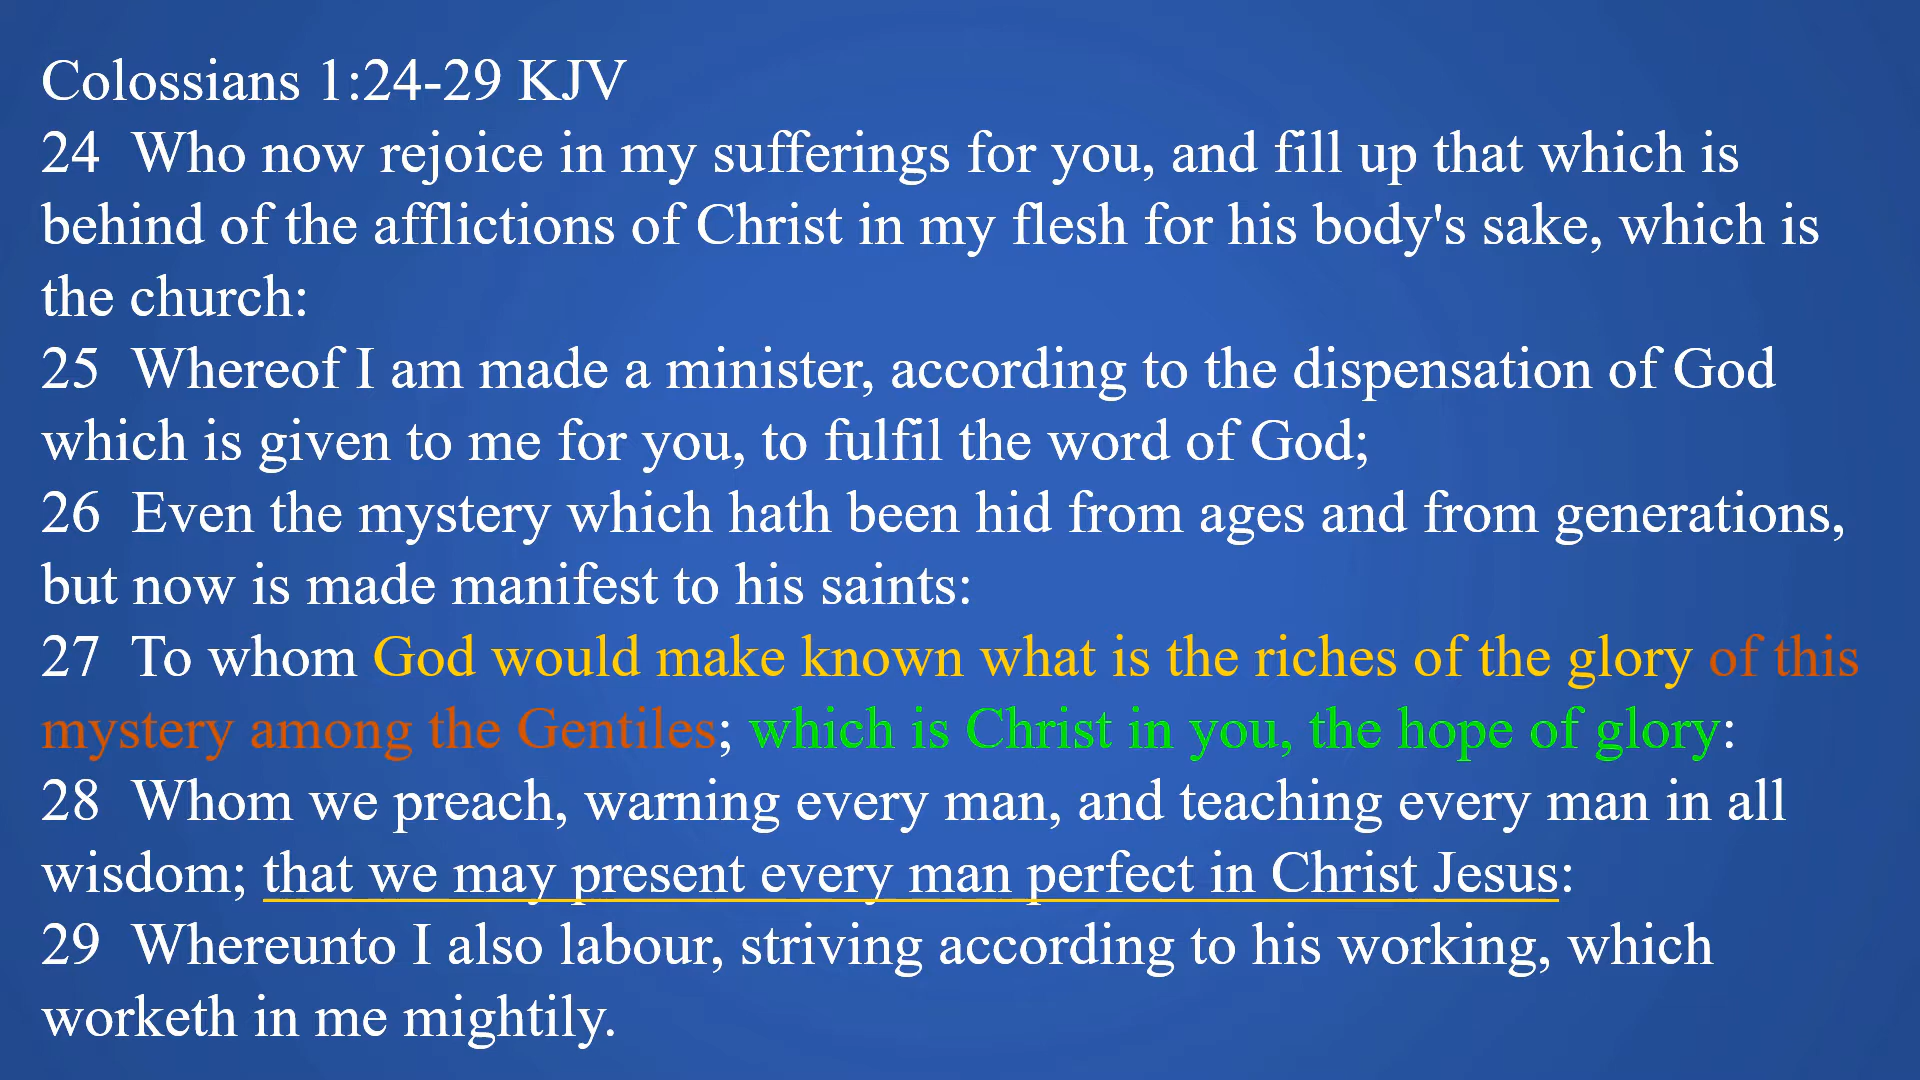 Colossians 1:24-29 KJV
24 Who now rejoice in my sufferings for you, and fill up that which is
behind of the afflictions of Christ in my flesh for his body's sake, which is
the church:
25 Whereof I am made a minister, according to the dispensation of God
which is given to me for you, to fulfil the word of God;
26 Even the mystery which hath been hid from ages and from generations,
but now is made manifest to his saints:
27 To whom God would make known what is the riches of the glory of this
mystery among the Gentiles; which is Christ in you, the hope of glory:
28 Whom we preach, warning every man, and teaching every man in all
wisdom; that we may present every man perfect in Christ Jesus:
29 Whereunto I also labour, striving according to his working, which
worketh in me mightily.